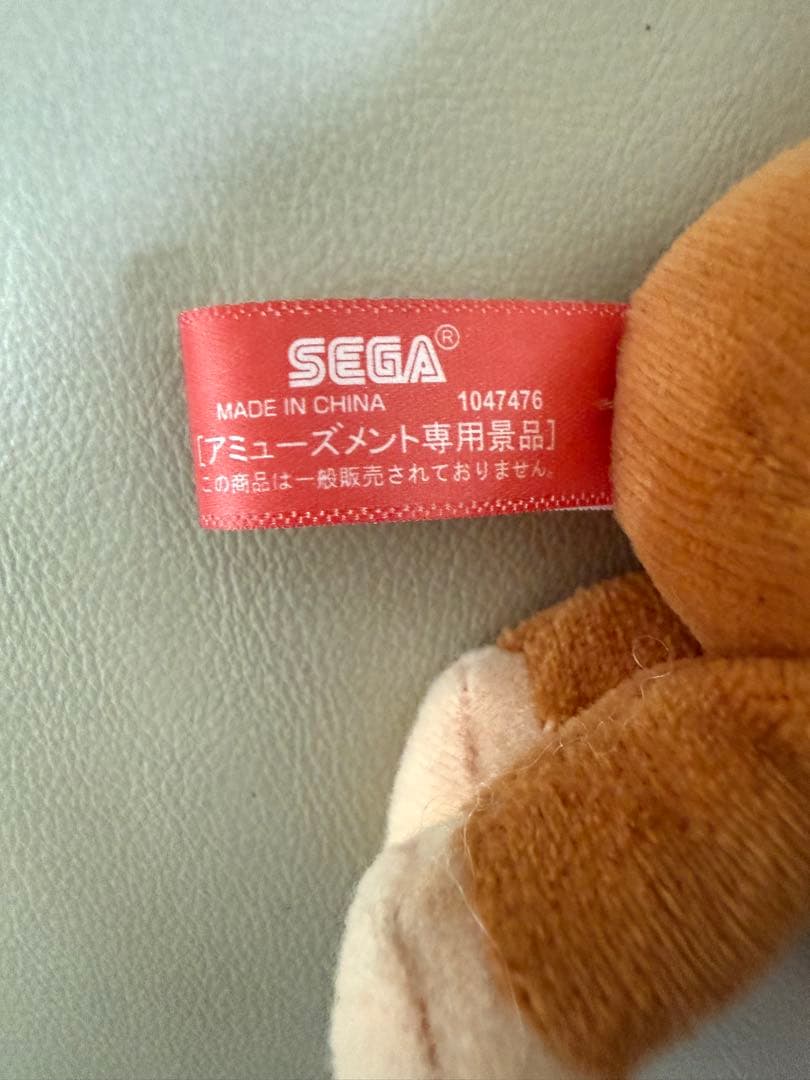 SEGA®
MADE IN CHINA 1047476
[アミューズメント専用景品]
この商品は一般販売されておりません。